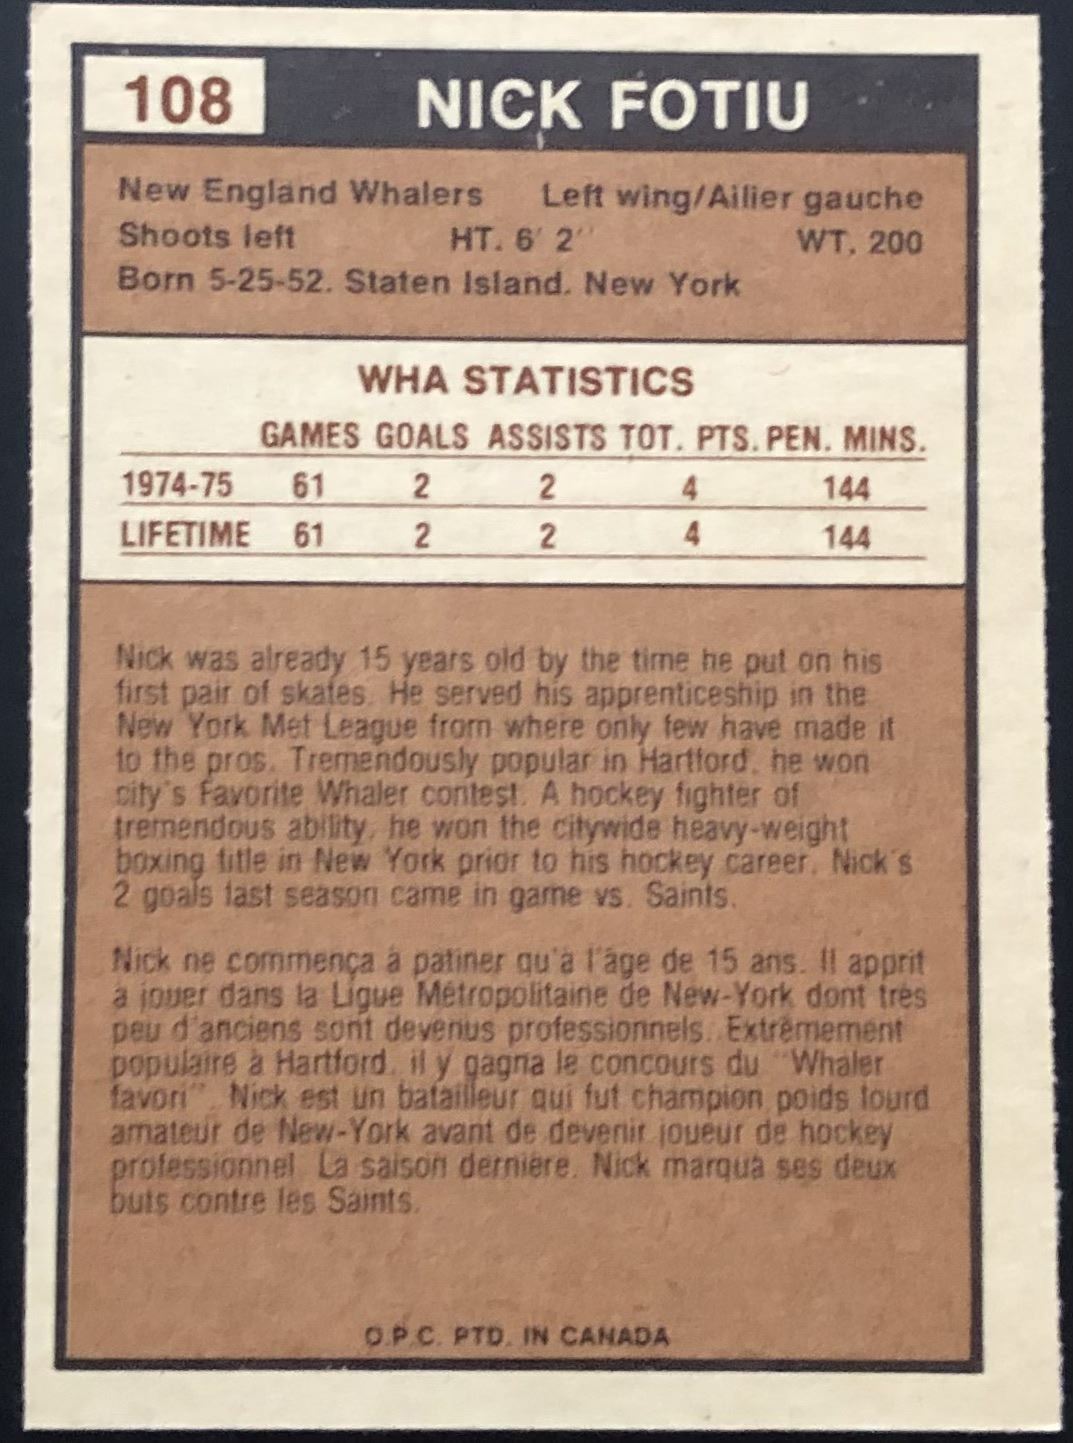 108 NICK FOTIU
New England Whalers Left wing/Ailier gauche
Shoots left HT. 6' 2'' WT. 200
Born 5-25-52. Staten Island. New York
WHA STATISTICS
GAMES GOALS ASSISTS TOT. PTS. PEN. MINS.
1974-75 61 2 2 4 144
LIFETIME 61 2 2 4 144
Nick was already 15 years old by the time he put on his
first pair of skates. He served his apprenticeship in the
New York Met League from where only few have made it
to the pros. Tremendously popular in Hartford, he won
city's Favorite Whaler contest. A hockey fighter of
tremendous ability, he won the citywide heavy-weight
boxing title in New York prior to his hockey career. Nick's
2 goals last season came in game vs. Saints.
Nick ne commença à patiner qu'à l'âge de 15 ans. Il apprit
à jouer dans la Ligue Métropolitaine de New-York dont très
peu d'anciens sont devenus professionnels. Extrêmement
populaire à Hartford, il y gagna le concours du "Whaler
favori". Nick est un batailleur qui fut champion poids lourd
amateur de New-York avant de devenir joueur de hockey
professionnel. La saison dernière. Nick marqua ses deux
buts contre les Saints.
O.P.C. PTD. IN CANADA